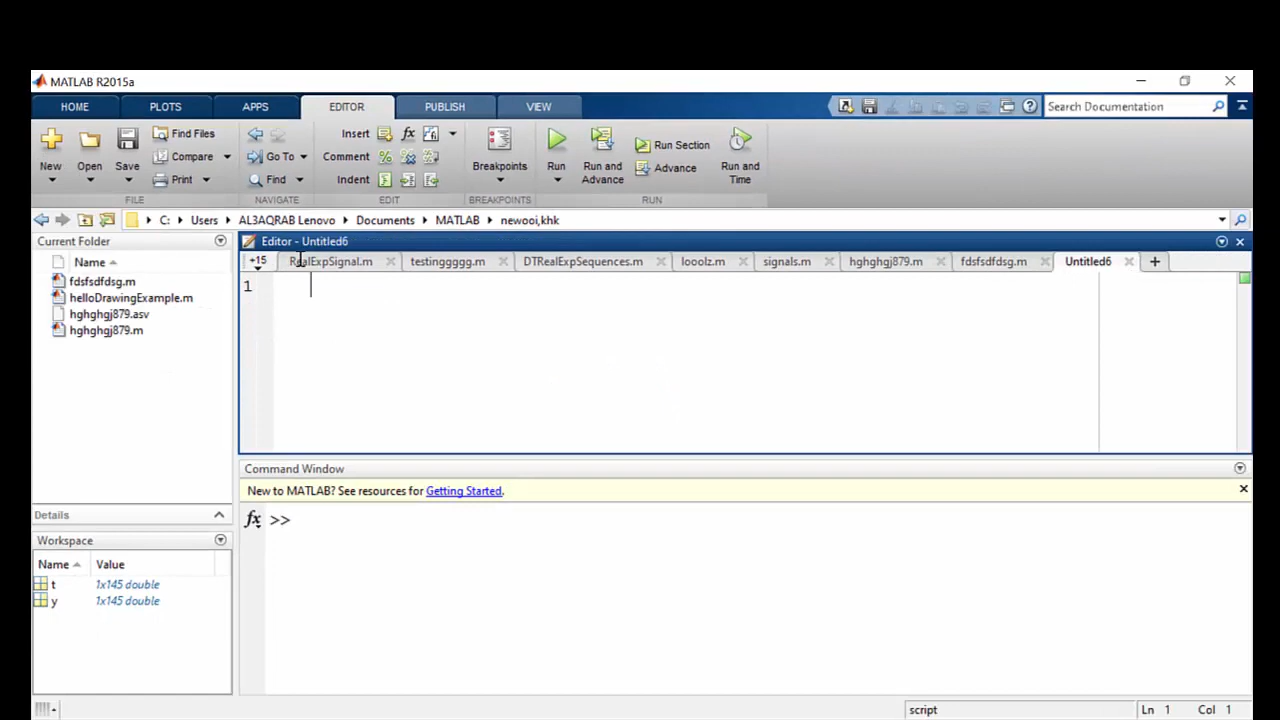 MATLAB R2015a
HOME PLOTS APPS EDITOR PUBLISH VIEW Search Documentation
New Open Save Find Files Compare Print
FILE
Go To Find
NAVIGATE
Insert fx
Comment %
Indent
EDIT
Breakpoints
BREAKPOINTS
Run Run and Advance Run Section Advance Run and Time
RUN
C: Users AL3AQRAB Lenovo Documents MATLAB newooi,khk
Current Folder
Name
fdsfsdfdsg.m
helloDrawingExample.m
hghghgj879.asv
hghghgj879.m
Details
Workspace
Name Value
t 1x145 double
y 1x145 double
Editor - Untitled6
+15 RealExpSignal.m testinggggg.m DTRealExpSequences.m looolz.m signals.m hghghgj879.m fdsfsdfdsg.m Untitled6
1
Command Window
New to MATLAB? See resources for Getting Started.
fx >>
script Ln 1 Col 1